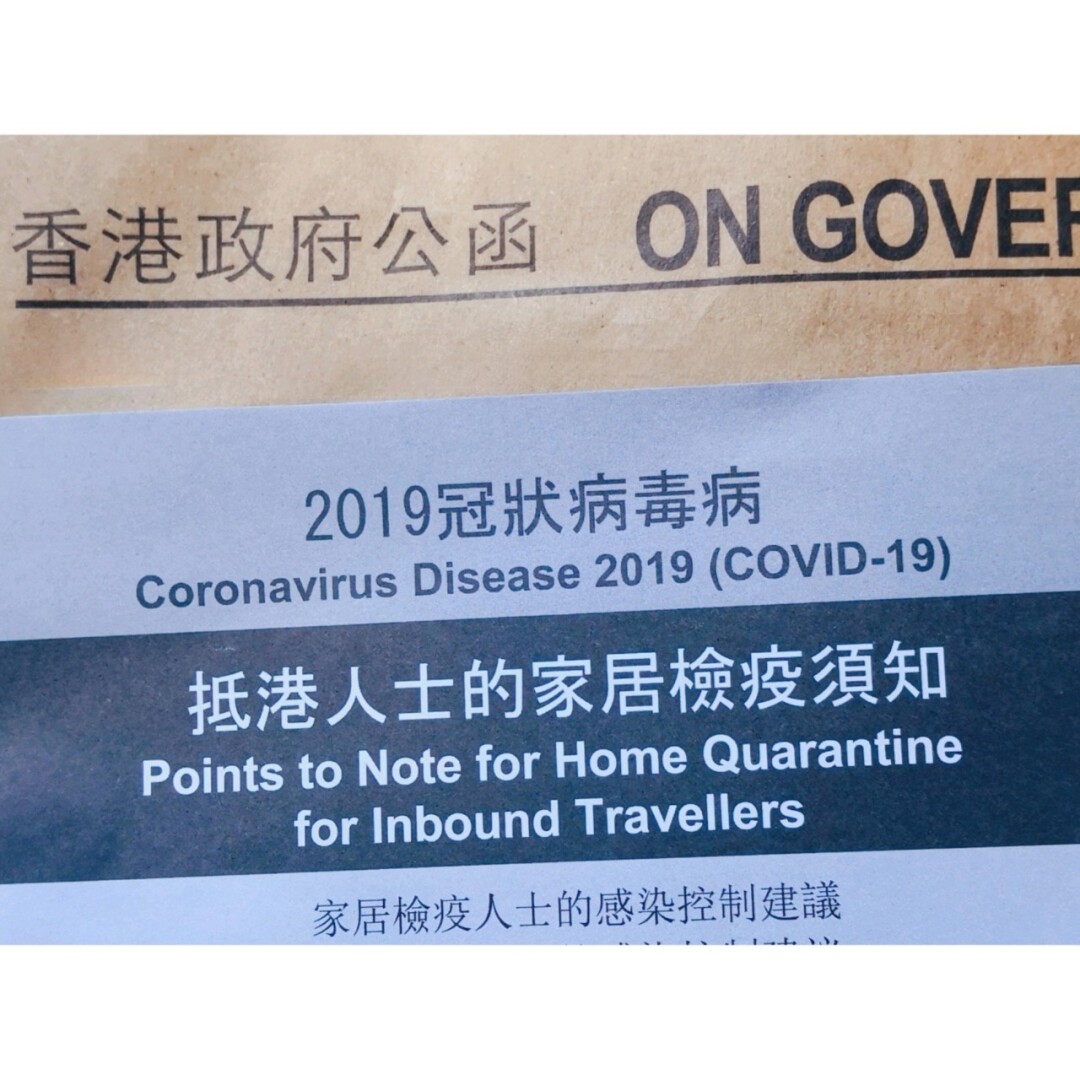 香港政府公函 ON GOVER
2019冠狀病毒病
Coronavirus Disease 2019 (COVID-19)
抵港人士的家居檢疫須知
Points to Note for Home Quarantine
for Inbound Travellers
家居檢疫人士的感染控制建議